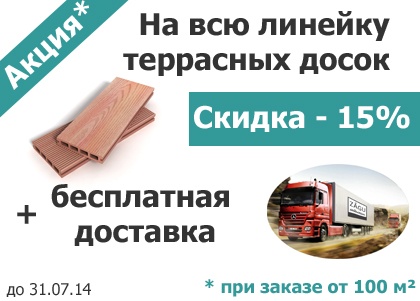 Акция*
На всю линейку
террасных досок
Скидка - 15%
+ бесплатная
доставка
ZAGU
до 31.07.14
* при заказе от 100 м²